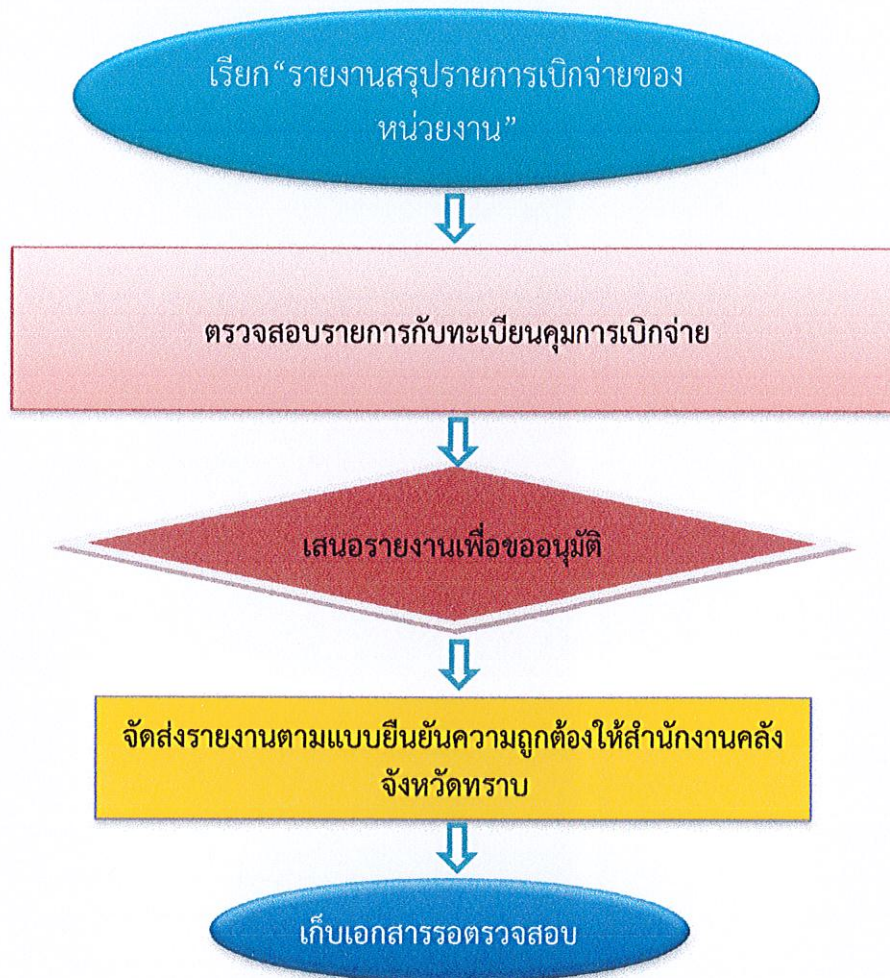 เรียก“รายงานสรุปรายการเบิกจ่ายของ
หน่วยงาน”
ตรวจสอบรายการกับทะเบียนคุมการเบิกจ่าย
เสนอรายงานเพื่อขออนุมัติ
จัดส่งรายงานตามแบบยืนยันความถูกต้องให้สำนักงานคลัง
จังหวัดทราบ
เก็บเอกสารรอตรวจสอบ